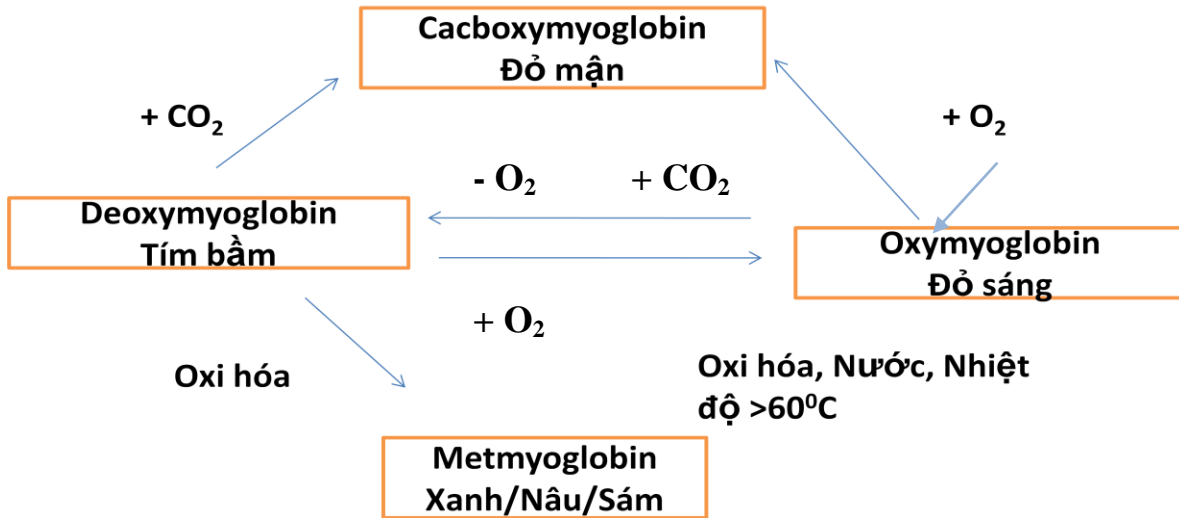 Cacboxymyoglobin
Đỏ mận
+ CO₂
+ O₂
- O₂
+ CO₂
Deoxymyoglobin
Tím bầm
Oxymyoglobin
Đỏ sáng
+ O₂
Oxi hóa
Oxi hóa, Nước, Nhiệt
độ >60⁰C
Metmyoglobin
Xanh/Nâu/Sám